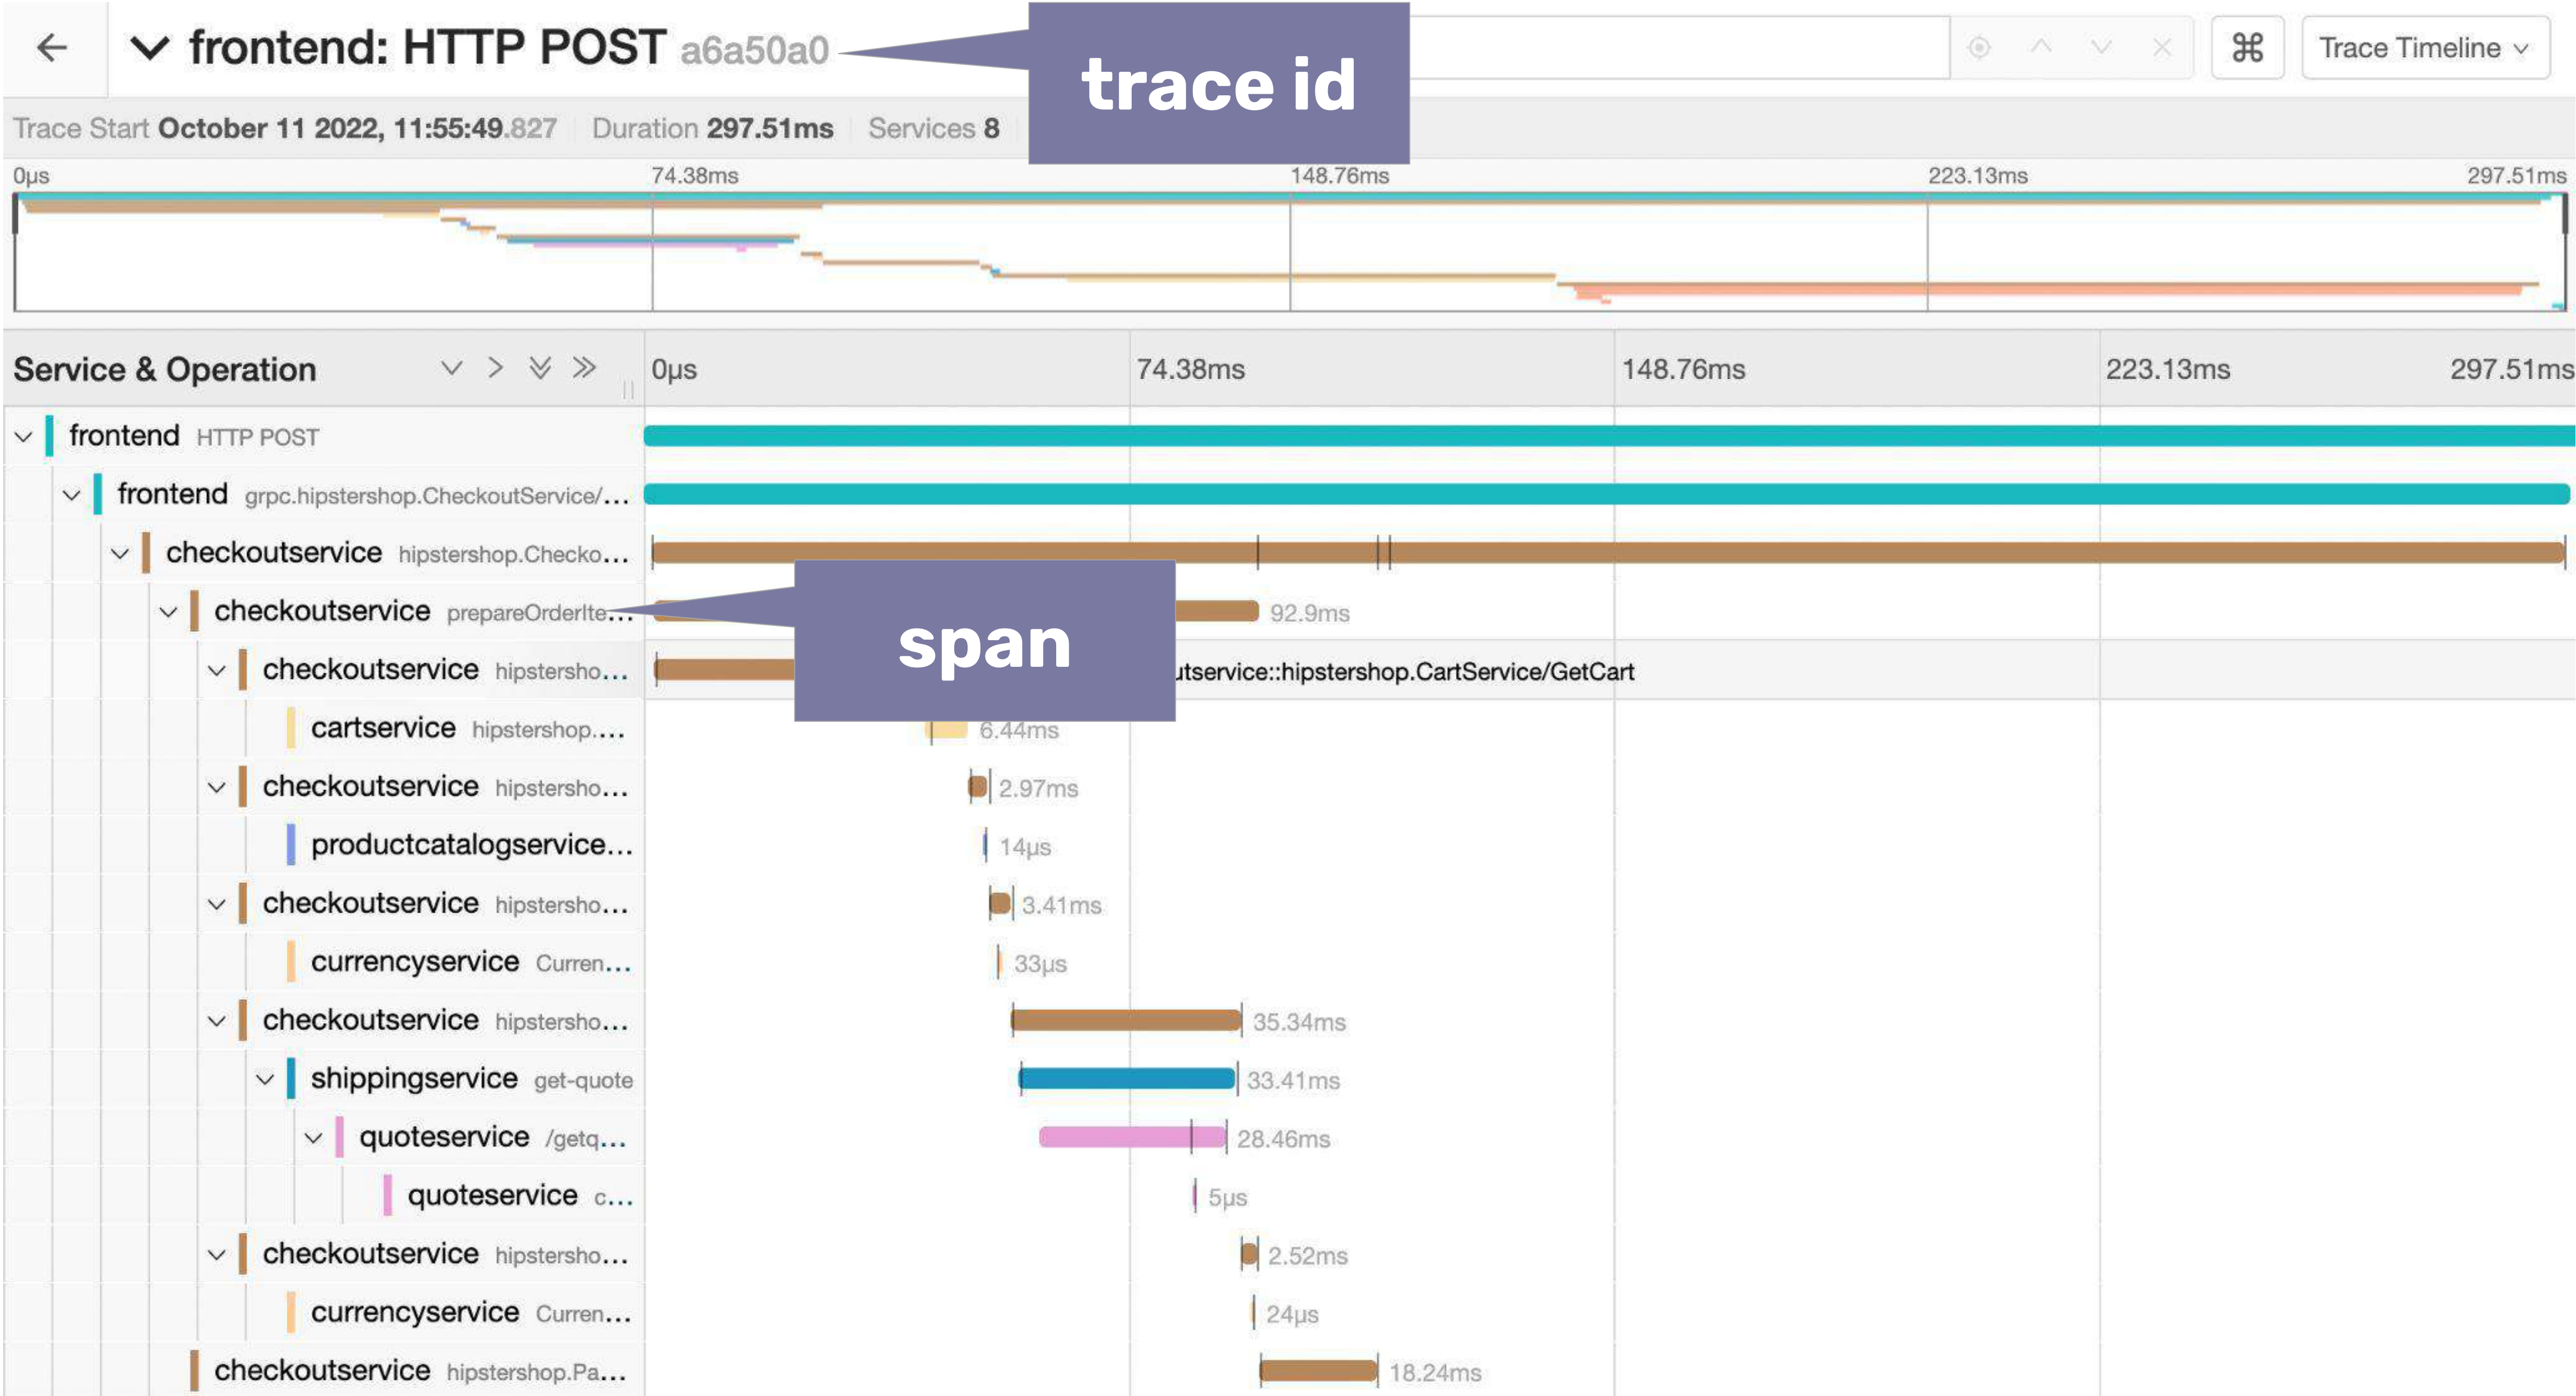 frontend: HTTP POST a6a50a0
trace id
⌘
Trace Timeline
Trace Start October 11 2022, 11:55:49.827 Duration 297.51ms Services 8
0μs 74.38ms 148.76ms 223.13ms 297.51ms
Service & Operation 0μs 74.38ms 148.76ms 223.13ms 297.51ms
frontend HTTP POST
frontend grpc.hipstershop.CheckoutService/...
checkoutservice hipstershop.Checko...
checkoutservice prepareOrderIte... 92.9ms
span
checkoutservice hipstersho... utservice::hipstershop.CartService/GetCart
cartservice hipstershop.... 6.44ms
checkoutservice hipstersho... 2.97ms
productcatalogservice... 14μs
checkoutservice hipstersho... 3.41ms
currencyservice Curren... 33μs
checkoutservice hipstersho... 35.34ms
shippingservice get-quote 33.41ms
quoteservice /getq... 28.46ms
quoteservice c... 5μs
checkoutservice hipstersho... 2.52ms
currencyservice Curren... 24μs
checkoutservice hipstershop.Pa... 18.24ms